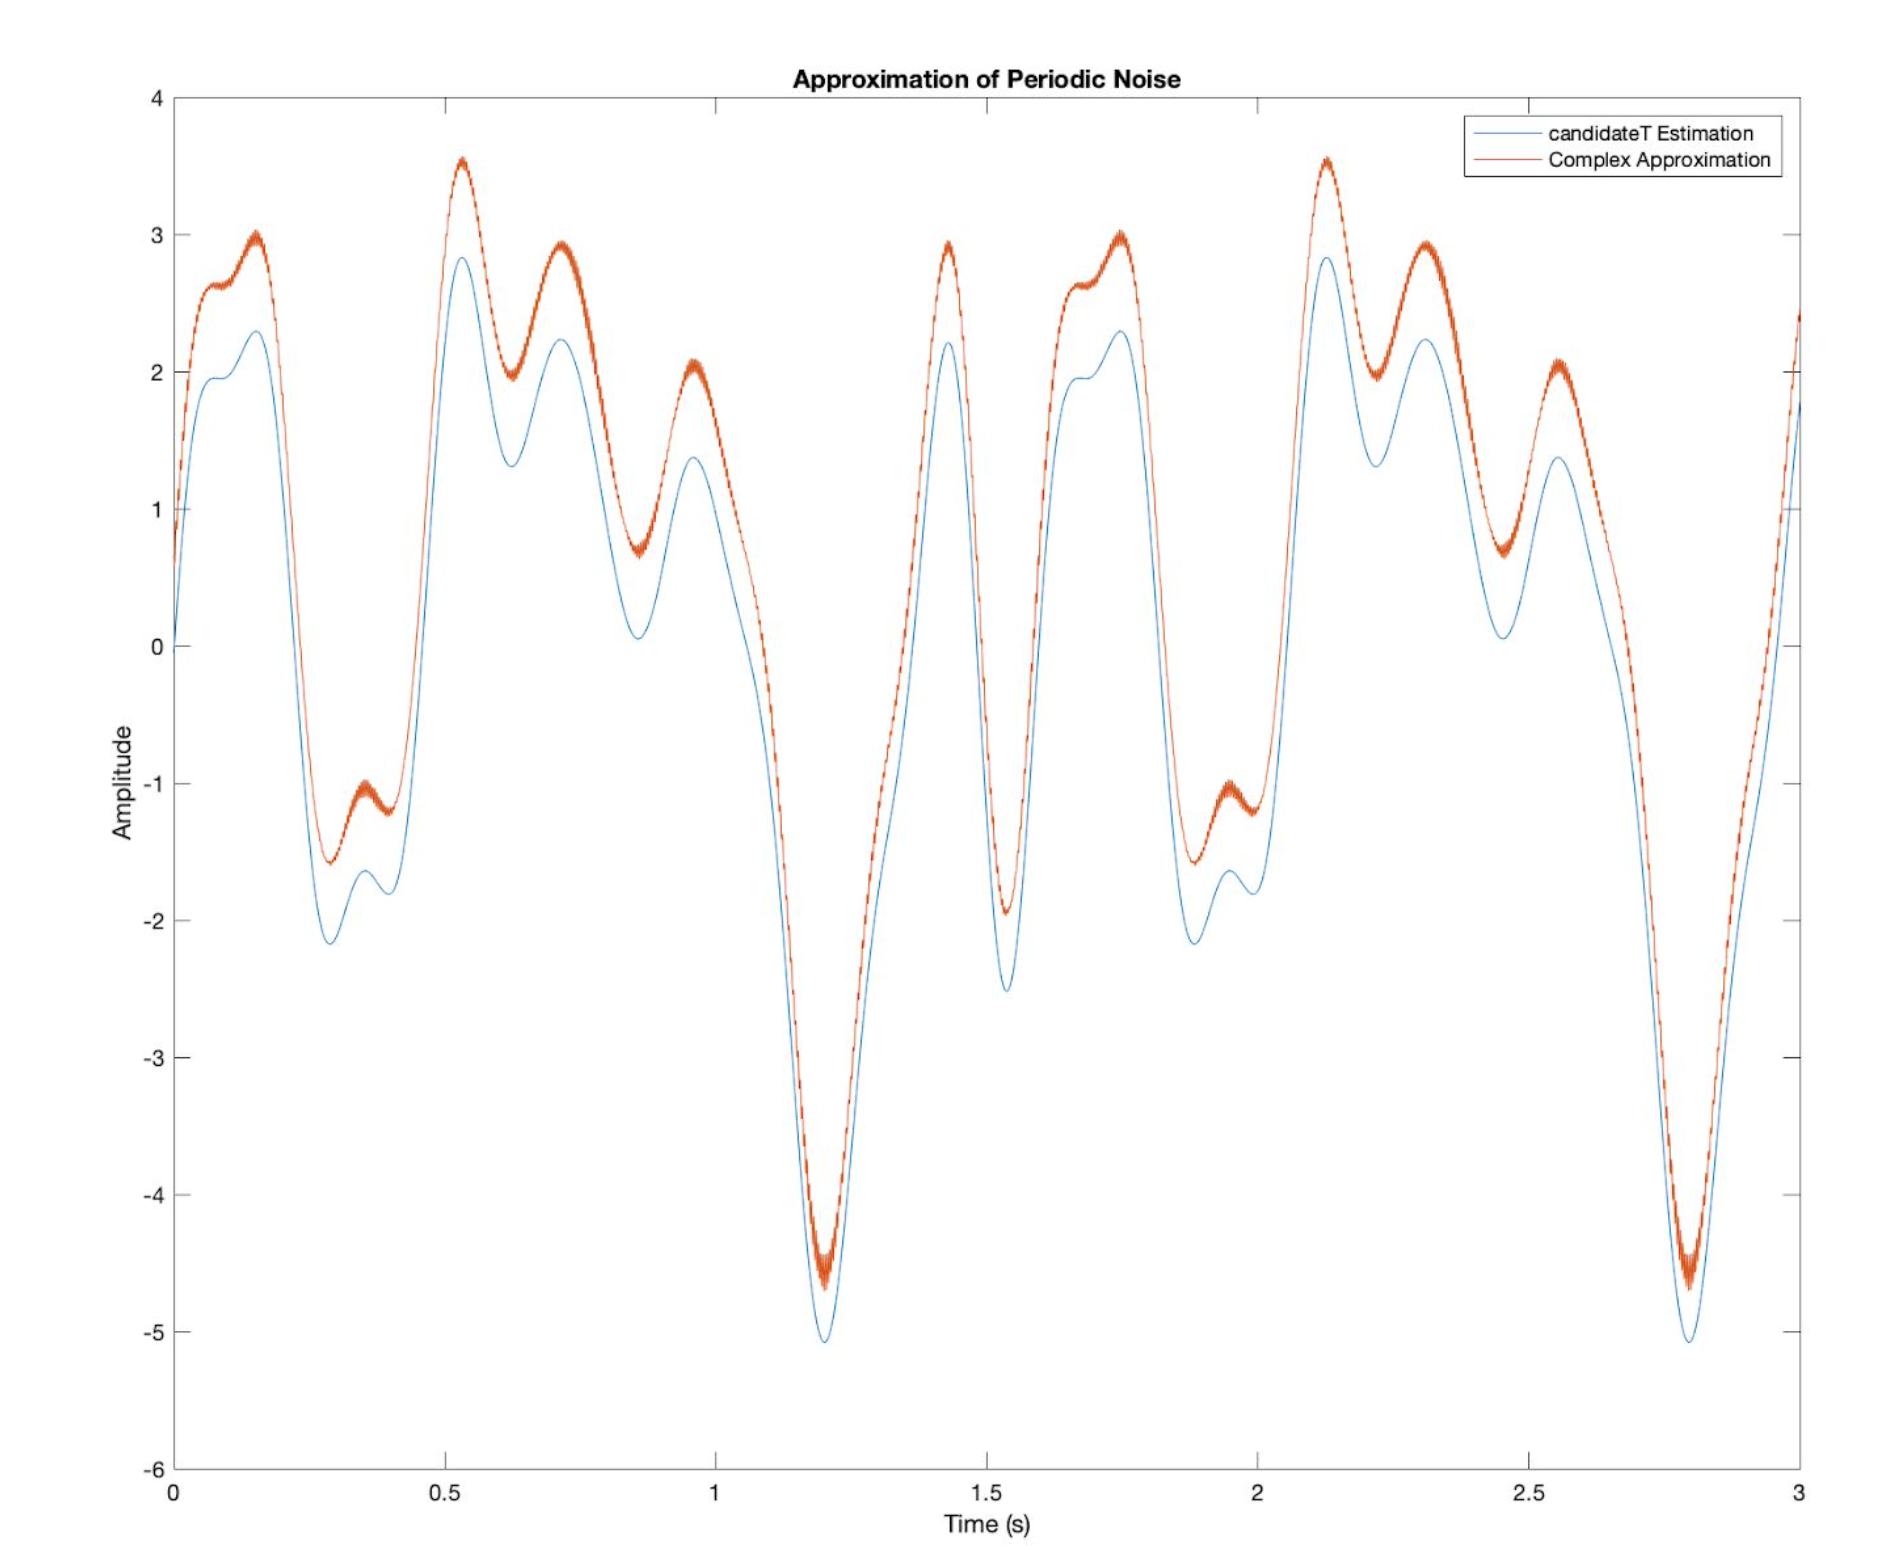 Approximation of Periodic Noise
candidateT Estimation
Complex Approximation
Amplitude
4
3
2
1
0
-1
-2
-3
-4
-5
-6
0 0.5 1 1.5 2 2.5 3
Time (s)